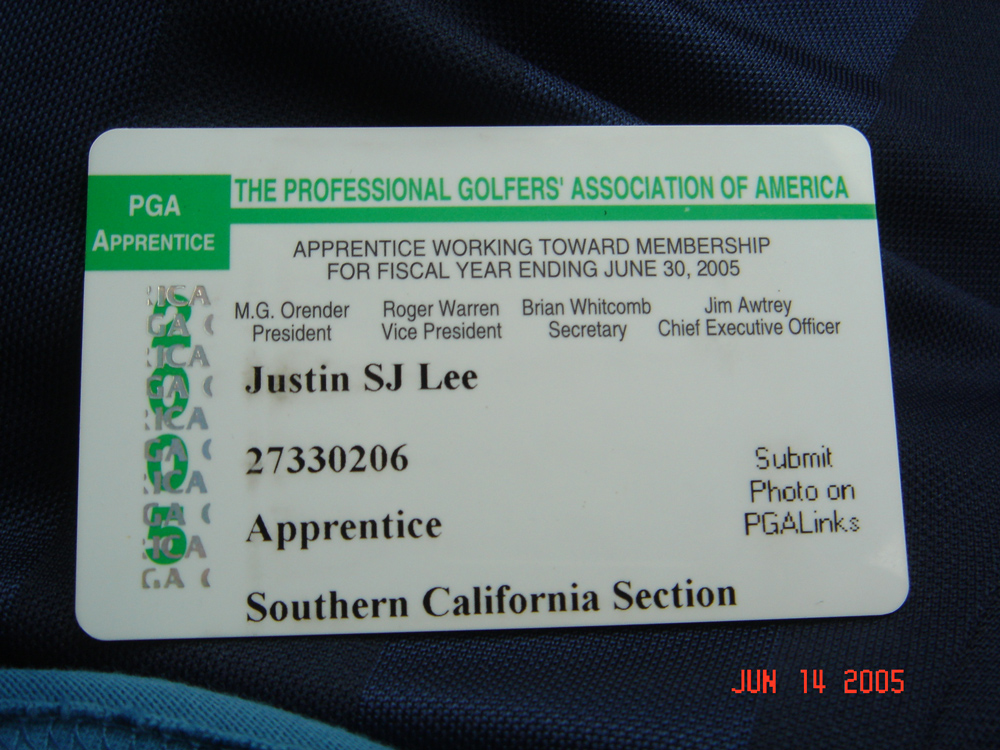 THE PROFESSIONAL GOLFERS' ASSOCIATION OF AMERICA
PGA
APPRENTICE
APPRENTICE WORKING TOWARD MEMBERSHIP
FOR FISCAL YEAR ENDING JUNE 30, 2005
M.G. Orender
President
Roger Warren
Vice President
Brian Whitcomb
Secretary
Jim Awtrey
Chief Executive Officer
2005
Justin SJ Lee
27330206
Apprentice
Southern California Section
Submit
Photo on
PGALinks
JUN 14 2005